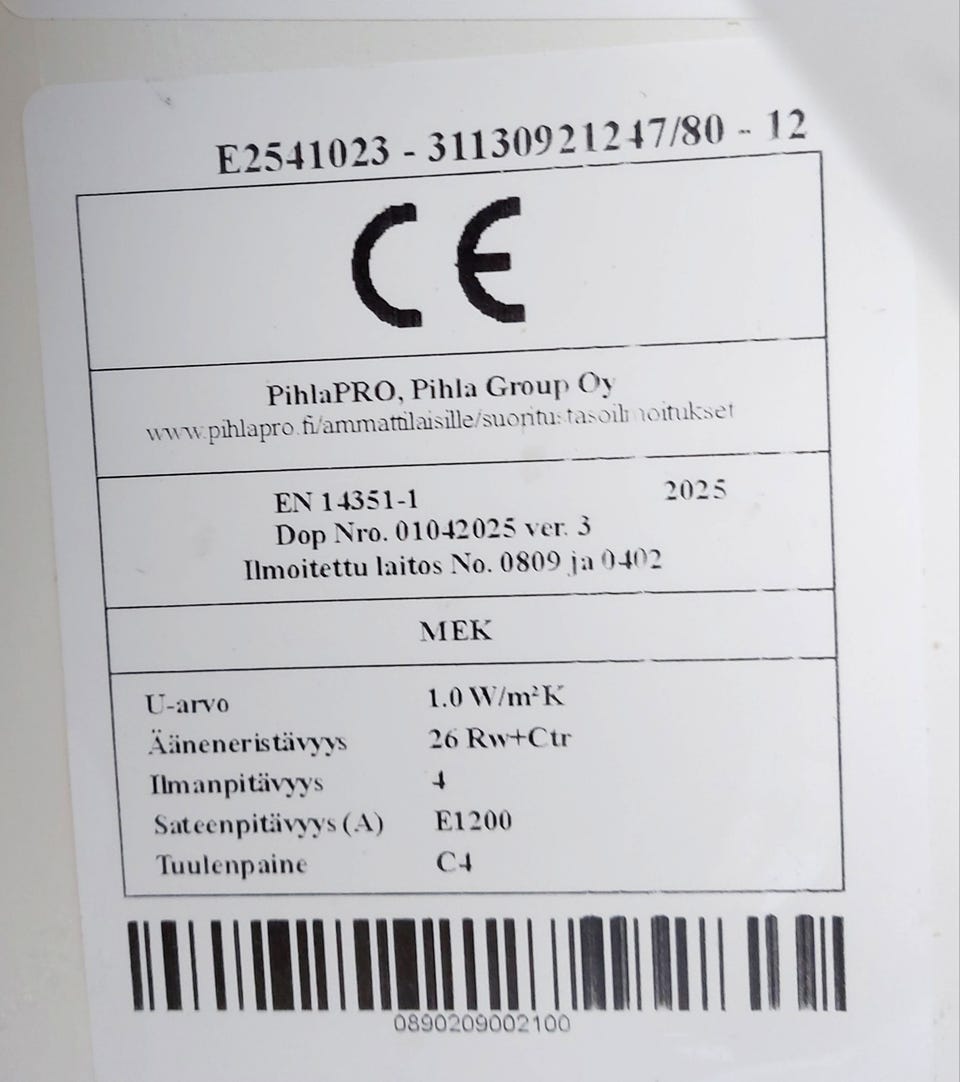 E2541023 - 31130921247/80 - 12
CE
PihlaPRO, Pihla Group Oy
www.pihlapro.fi/ammattilaisille/suoritustasoilmoitukset
EN 14351-1 2025
Dop Nro. 01042025 ver. 3
Ilmoitettu laitos No. 0809 ja 0402
MEK
U-arvo 1.0 W/m²K
Ääneneristävyys 26 Rw+Ctr
Ilmanpitävyys 4
Sateenpitävyys (A) E1200
Tuulenpaine C4
0890209002100